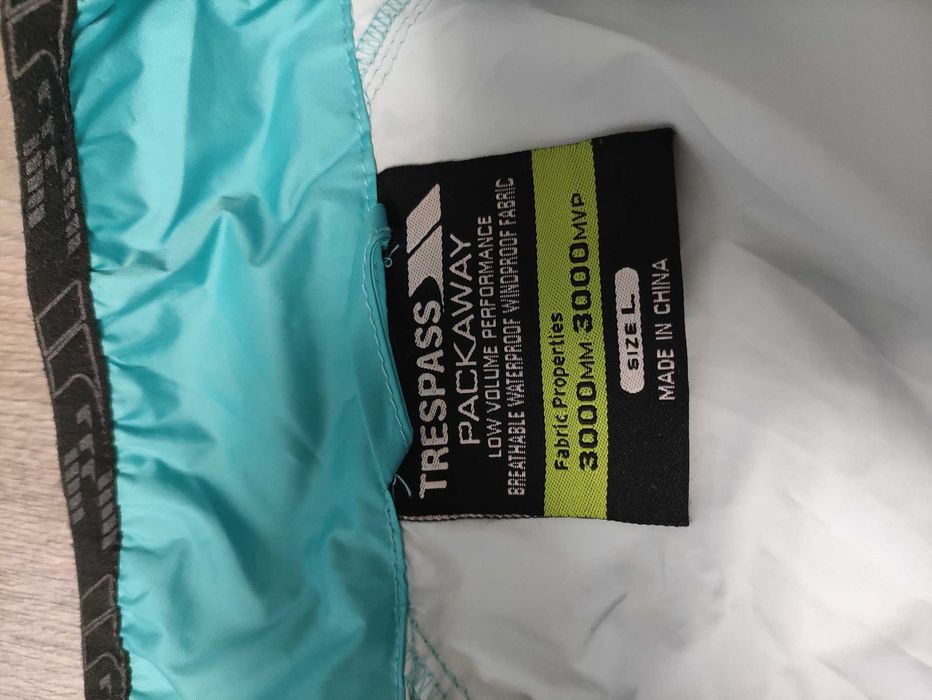 TRESPASS
PACKAWAY
LOW VOLUME PERFORMANCE
BREATHABLE WATERPROOF WINDPROOF FABRIC
Fabric Properties
3000MM 3000MVP
SIZE L
MADE IN CHINA